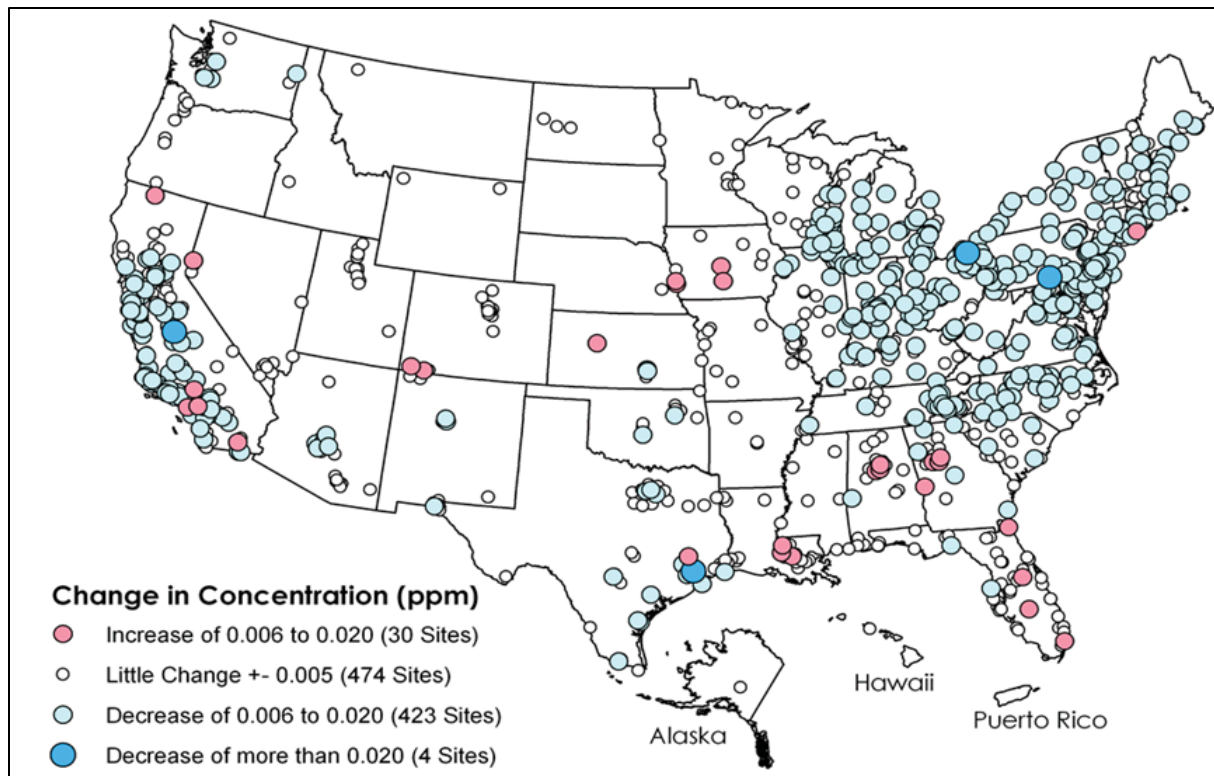 Change in Concentration (ppm)
Increase of 0.006 to 0.020 (30 Sites)
Little Change +- 0.005 (474 Sites)
Decrease of 0.006 to 0.020 (423 Sites)
Decrease of more than 0.020 (4 Sites)
Alaska
Hawaii
Puerto Rico